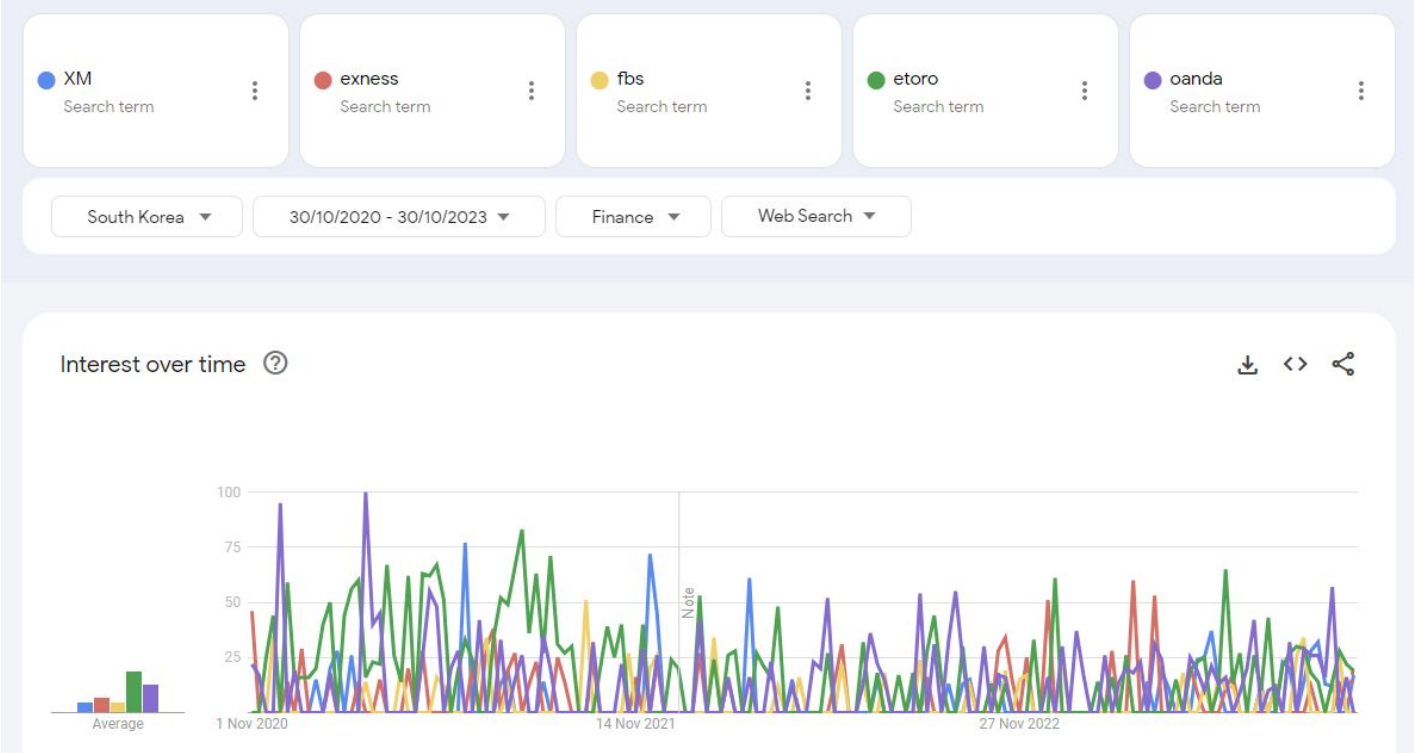 XM exness fbs etoro oanda
Search term Search term Search term Search term Search term
South Korea 30/10/2020 - 30/10/2023 Finance Web Search
Interest over time
100
75
50
25
Note
Average 1 Nov 2020 14 Nov 2021 27 Nov 2022